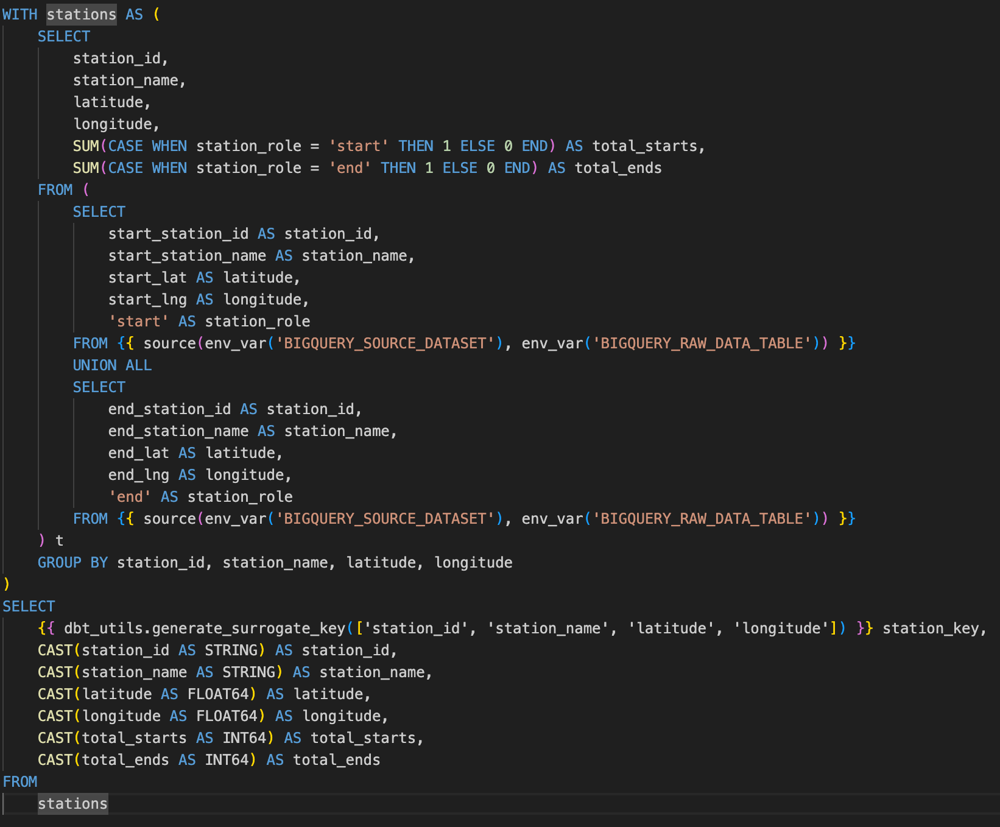 WITH stations AS (
    SELECT
        station_id,
        station_name,
        latitude,
        longitude,
        SUM(CASE WHEN station_role = 'start' THEN 1 ELSE 0 END) AS total_starts,
        SUM(CASE WHEN station_role = 'end' THEN 1 ELSE 0 END) AS total_ends
    FROM (
        SELECT
            start_station_id AS station_id,
            start_station_name AS station_name,
            start_lat AS latitude,
            start_lng AS longitude,
            'start' AS station_role
        FROM {{ source(env_var('BIGQUERY_SOURCE_DATASET'), env_var('BIGQUERY_RAW_DATA_TABLE')) }}
        UNION ALL
        SELECT
            end_station_id AS station_id,
            end_station_name AS station_name,
            end_lat AS latitude,
            end_lng AS longitude,
            'end' AS station_role
        FROM {{ source(env_var('BIGQUERY_SOURCE_DATASET'), env_var('BIGQUERY_RAW_DATA_TABLE')) }}
    ) t
    GROUP BY station_id, station_name, latitude, longitude
)
SELECT
    {{ dbt_utils.generate_surrogate_key(['station_id', 'station_name', 'latitude', 'longitude']) }} station_key,
    CAST(station_id AS STRING) AS station_id,
    CAST(station_name AS STRING) AS station_name,
    CAST(latitude AS FLOAT64) AS latitude,
    CAST(longitude AS FLOAT64) AS longitude,
    CAST(total_starts AS INT64) AS total_starts,
    CAST(total_ends AS INT64) AS total_ends
FROM
    stations